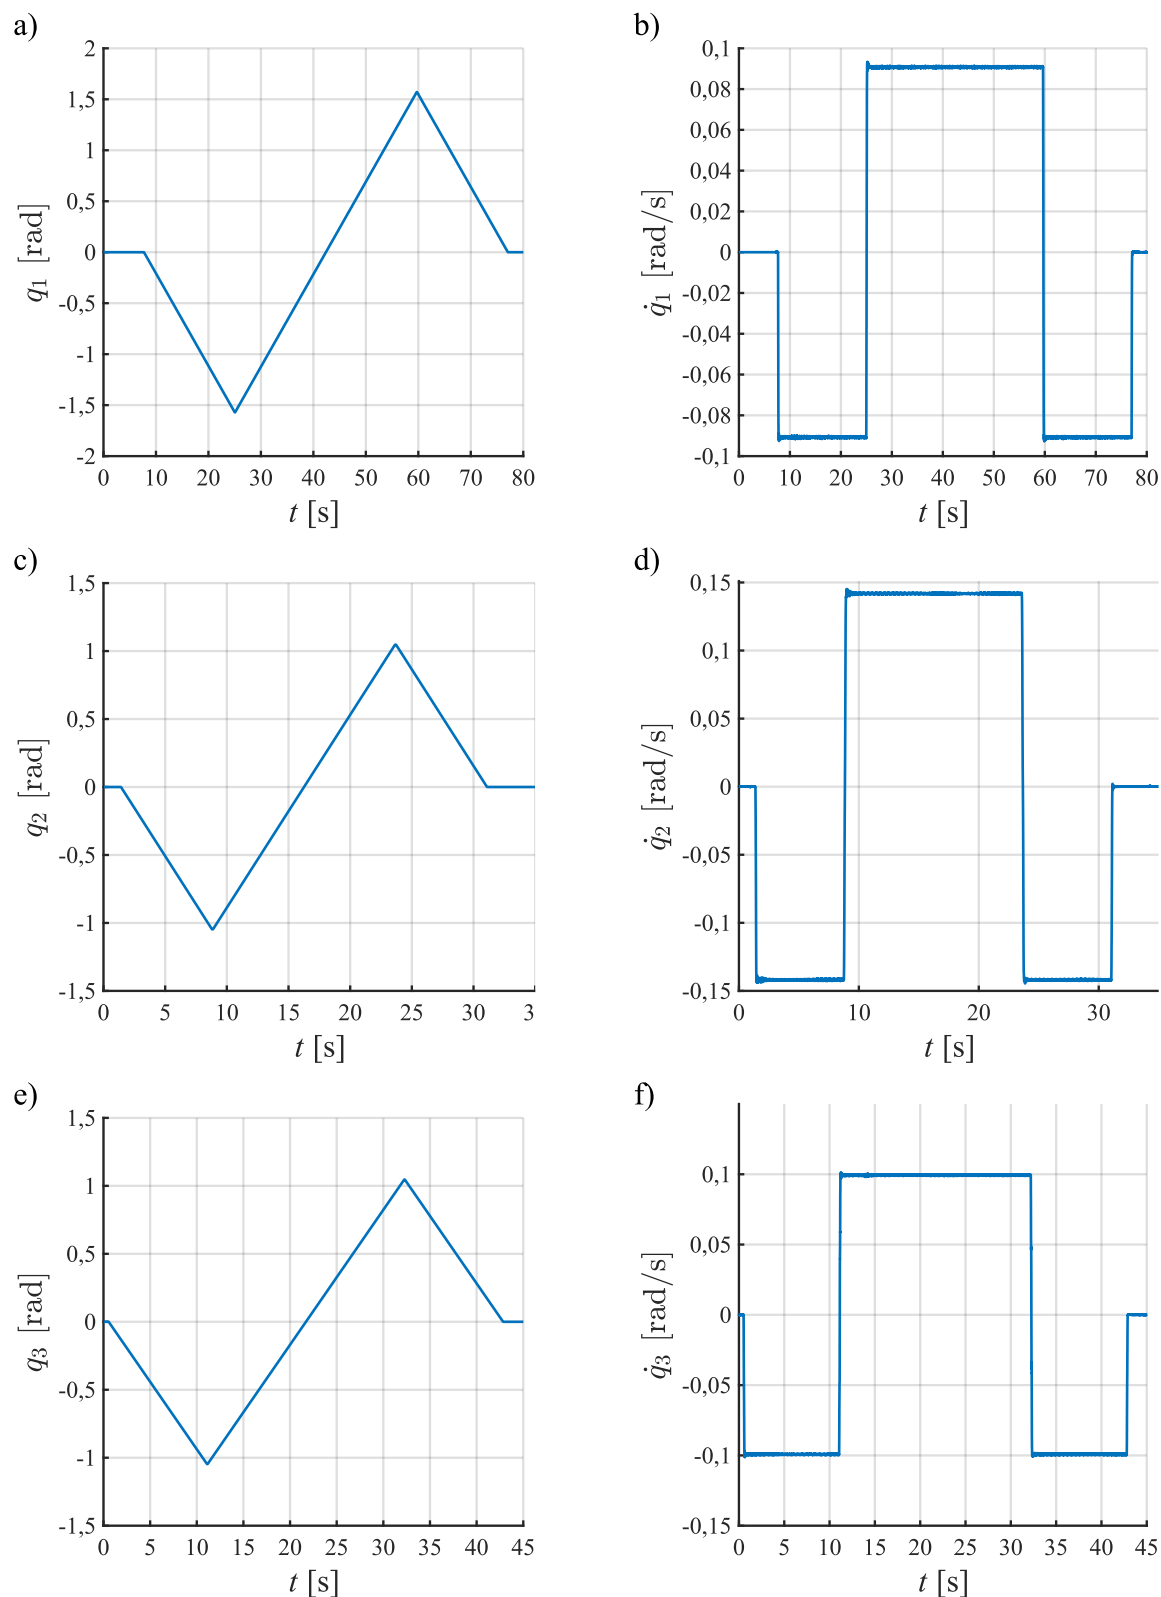 a)
2
1,5
1
0,5
0
-0,5
-1
-1,5
-2
q₁ [rad]
0 10 20 30 40 50 60 70 80
t [s]
b)
0,1
0,08
0,06
0,04
0,02
0
-0,02
-0,04
-0,06
-0,08
-0,1
q̇₁ [rad/s]
0 10 20 30 40 50 60 70 80
t [s]
c)
1,5
1
0,5
0
-0,5
-1
-1,5
q₂ [rad]
0 5 10 15 20 25 30 3
t [s]
d)
0,15
0,1
0,05
0
-0,05
-0,1
-0,15
q̇₂ [rad/s]
0 10 20 30
t [s]
e)
1,5
1
0,5
0
-0,5
-1
-1,5
q₃ [rad]
0 5 10 15 20 25 30 35 40 45
t [s]
f)
0,1
0,05
0
-0,05
-0,1
-0,15
q̇₃ [rad/s]
0 5 10 15 20 25 30 35 40 45
t [s]